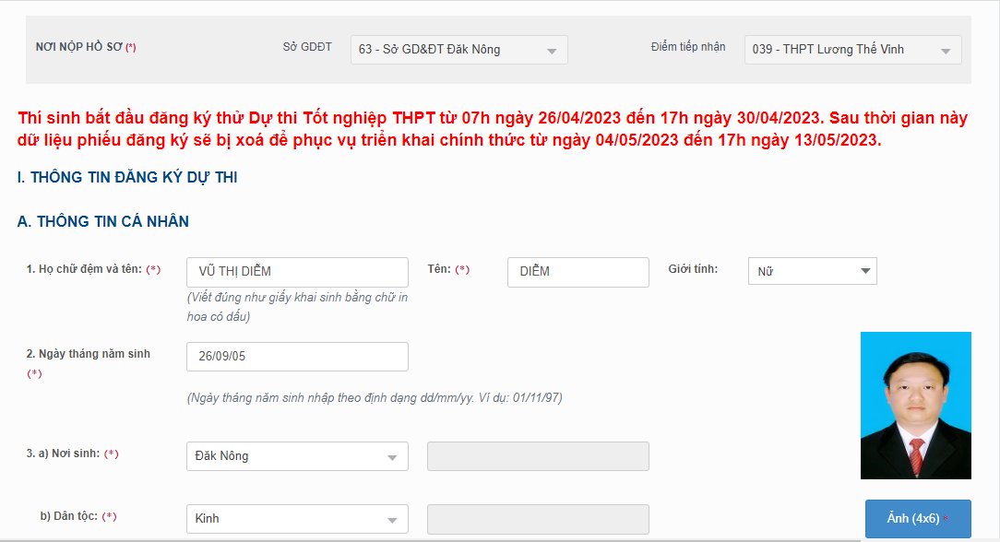 NƠI NỘP HỒ SƠ (*) Sở GDĐT 63 - Sở GD&ĐT Đăk Nông Điểm tiếp nhận 039 - THPT Lương Thế Vinh
Thí sinh bắt đầu đăng ký thử Dự thi Tốt nghiệp THPT từ 07h ngày 26/04/2023 đến 17h ngày 30/04/2023. Sau thời gian này
dữ liệu phiếu đăng ký sẽ bị xoá để phục vụ triển khai chính thức từ ngày 04/05/2023 đến 17h ngày 13/05/2023.
I. THÔNG TIN ĐĂNG KÝ DỰ THI
A. THÔNG TIN CÁ NHÂN
1. Họ chữ đệm và tên: (*) VŨ THỊ DIỄM Tên: (*) DIỄM Giới tính: Nữ
(Viết đúng như giấy khai sinh bằng chữ in
hoa có dấu)
2. Ngày tháng năm sinh
(*)
26/09/05
(Ngày tháng năm sinh nhập theo định dạng dd/mm/yy. Ví dụ: 01/11/97)
3. a) Nơi sinh: (*) Đăk Nông
b) Dân tộc: (*) Kinh
Ảnh (4x6) *